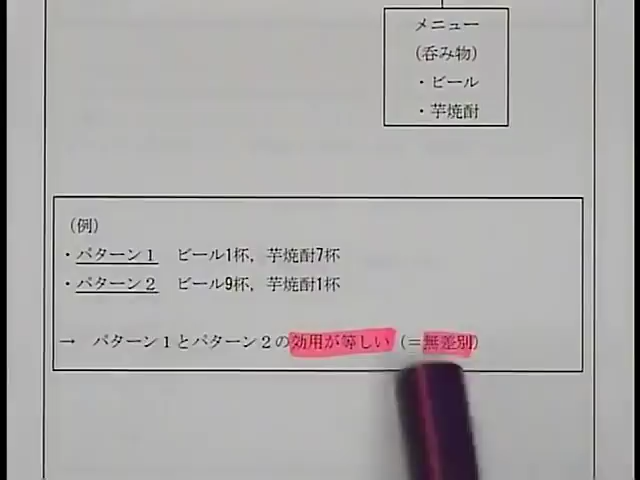 メニュー
（呑み物）
・ビール
・芋焼酎
（例）
・パターン１　ビール1杯，芋焼酎7杯
・パターン２　ビール9杯，芋焼酎1杯
→　パターン１とパターン２の効用が等しい（＝無差別）